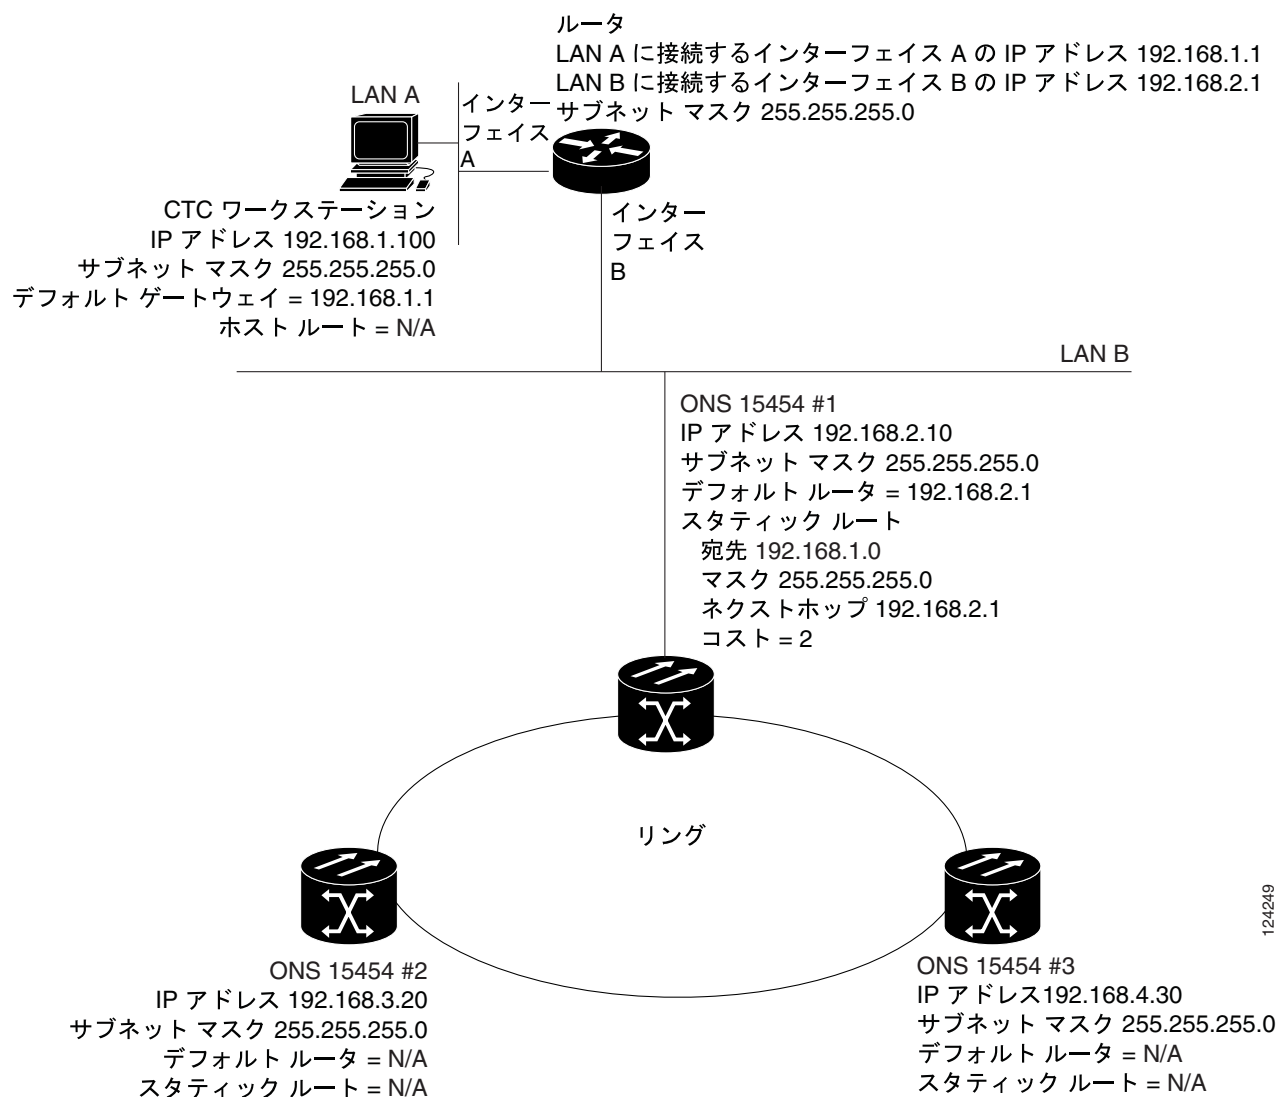 ルータ
LAN A に接続するインターフェイス A の IP アドレス 192.168.1.1
LAN B に接続するインターフェイス B の IP アドレス 192.168.2.1
サブネット マスク 255.255.255.0
LAN A
インター
フェイス
A
CTC ワークステーション
IP アドレス 192.168.1.100
サブネット マスク 255.255.255.0
デフォルト ゲートウェイ = 192.168.1.1
ホスト ルート = N/A
インター
フェイス
B
LAN B
ONS 15454 #1
IP アドレス 192.168.2.10
サブネット マスク 255.255.255.0
デフォルト ルータ = 192.168.2.1
スタティック ルート
宛先 192.168.1.0
マスク 255.255.255.0
ネクストホップ 192.168.2.1
コスト = 2
リング
ONS 15454 #2
IP アドレス 192.168.3.20
サブネット マスク 255.255.255.0
デフォルト ルータ = N/A
スタティック ルート = N/A
ONS 15454 #3
IP アドレス192.168.4.30
サブネット マスク 255.255.255.0
デフォルト ルータ = N/A
スタティック ルート = N/A
124249